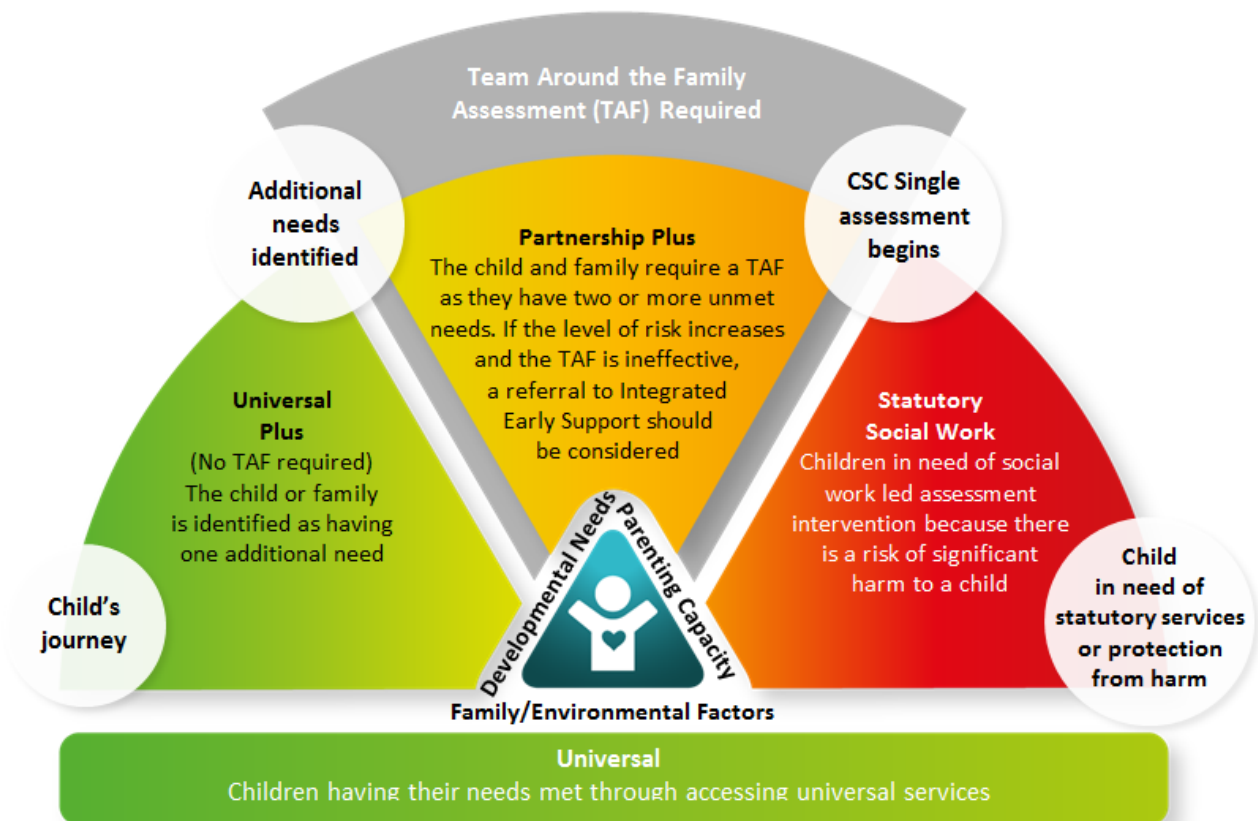 Team Around the Family
Assessment (TAF) Required
Additional
needs
identified
CSC Single
assessment
begins
Partnership Plus
The child and family require a TAF
as they have two or more unmet
needs. If the level of risk increases
and the TAF is ineffective,
a referral to Integrated
Early Support should
be considered
Universal
Plus
(No TAF required)
The child or family
is identified as having
one additional need
Statutory
Social Work
Children in need of social
work led assessment
intervention because there
is a risk of significant
harm to a child
Child's
journey
Developmental Needs
Parenting Capacity
Child
in need of
statutory services
or protection
from harm
Family/Environmental Factors
Universal
Children having their needs met through accessing universal services